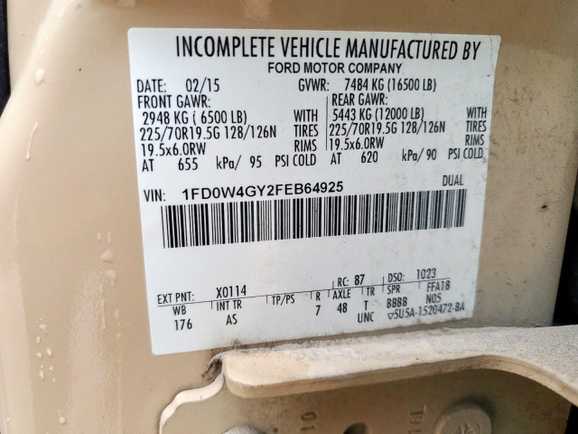 INCOMPLETE VEHICLE MANUFACTURED BY
FORD MOTOR COMPANY
DATE: 02/15 GVWR: 7484 KG (16500 LB)
FRONT GAWR: REAR GAWR:
2948 KG ( 6500 LB) WITH 5443 KG (12000 LB) WITH
225/70R19.5G 128/126N TIRES 225/70R19.5G 128/126N TIRES
19.5x6.0RW RIMS 19.5x6.0RW RIMS
AT 655 kPa/ 95 PSI COLD AT 620 kPa/ 90 PSI COLD
VIN: 1FD0W4GY2FEB64925 DUAL
EXT PNT: X0114 RC: 87 DSO: 1023
WB INT TR TP/PS R AXLE TR SPR FFA18
176 AS 7 48 T BBBB N05
UNC ▽5U5A-1520472-BA